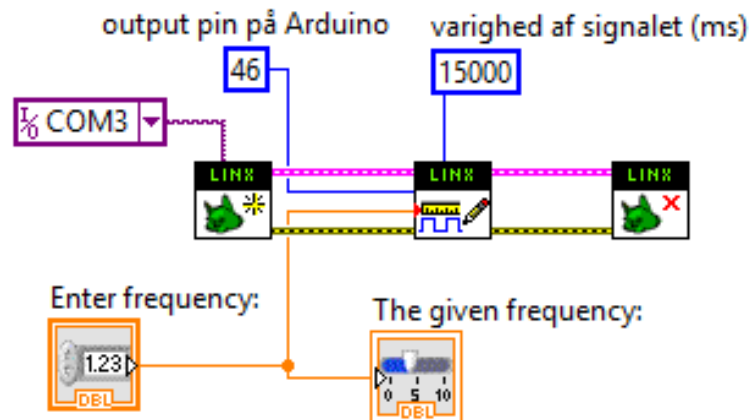 output pin på Arduino
varighed af signalet (ms)
46
15000
I/O COM3
LINX
LINX
LINX
Enter frequency:
The given frequency:
1.23
DBL
0 5 10
DBL